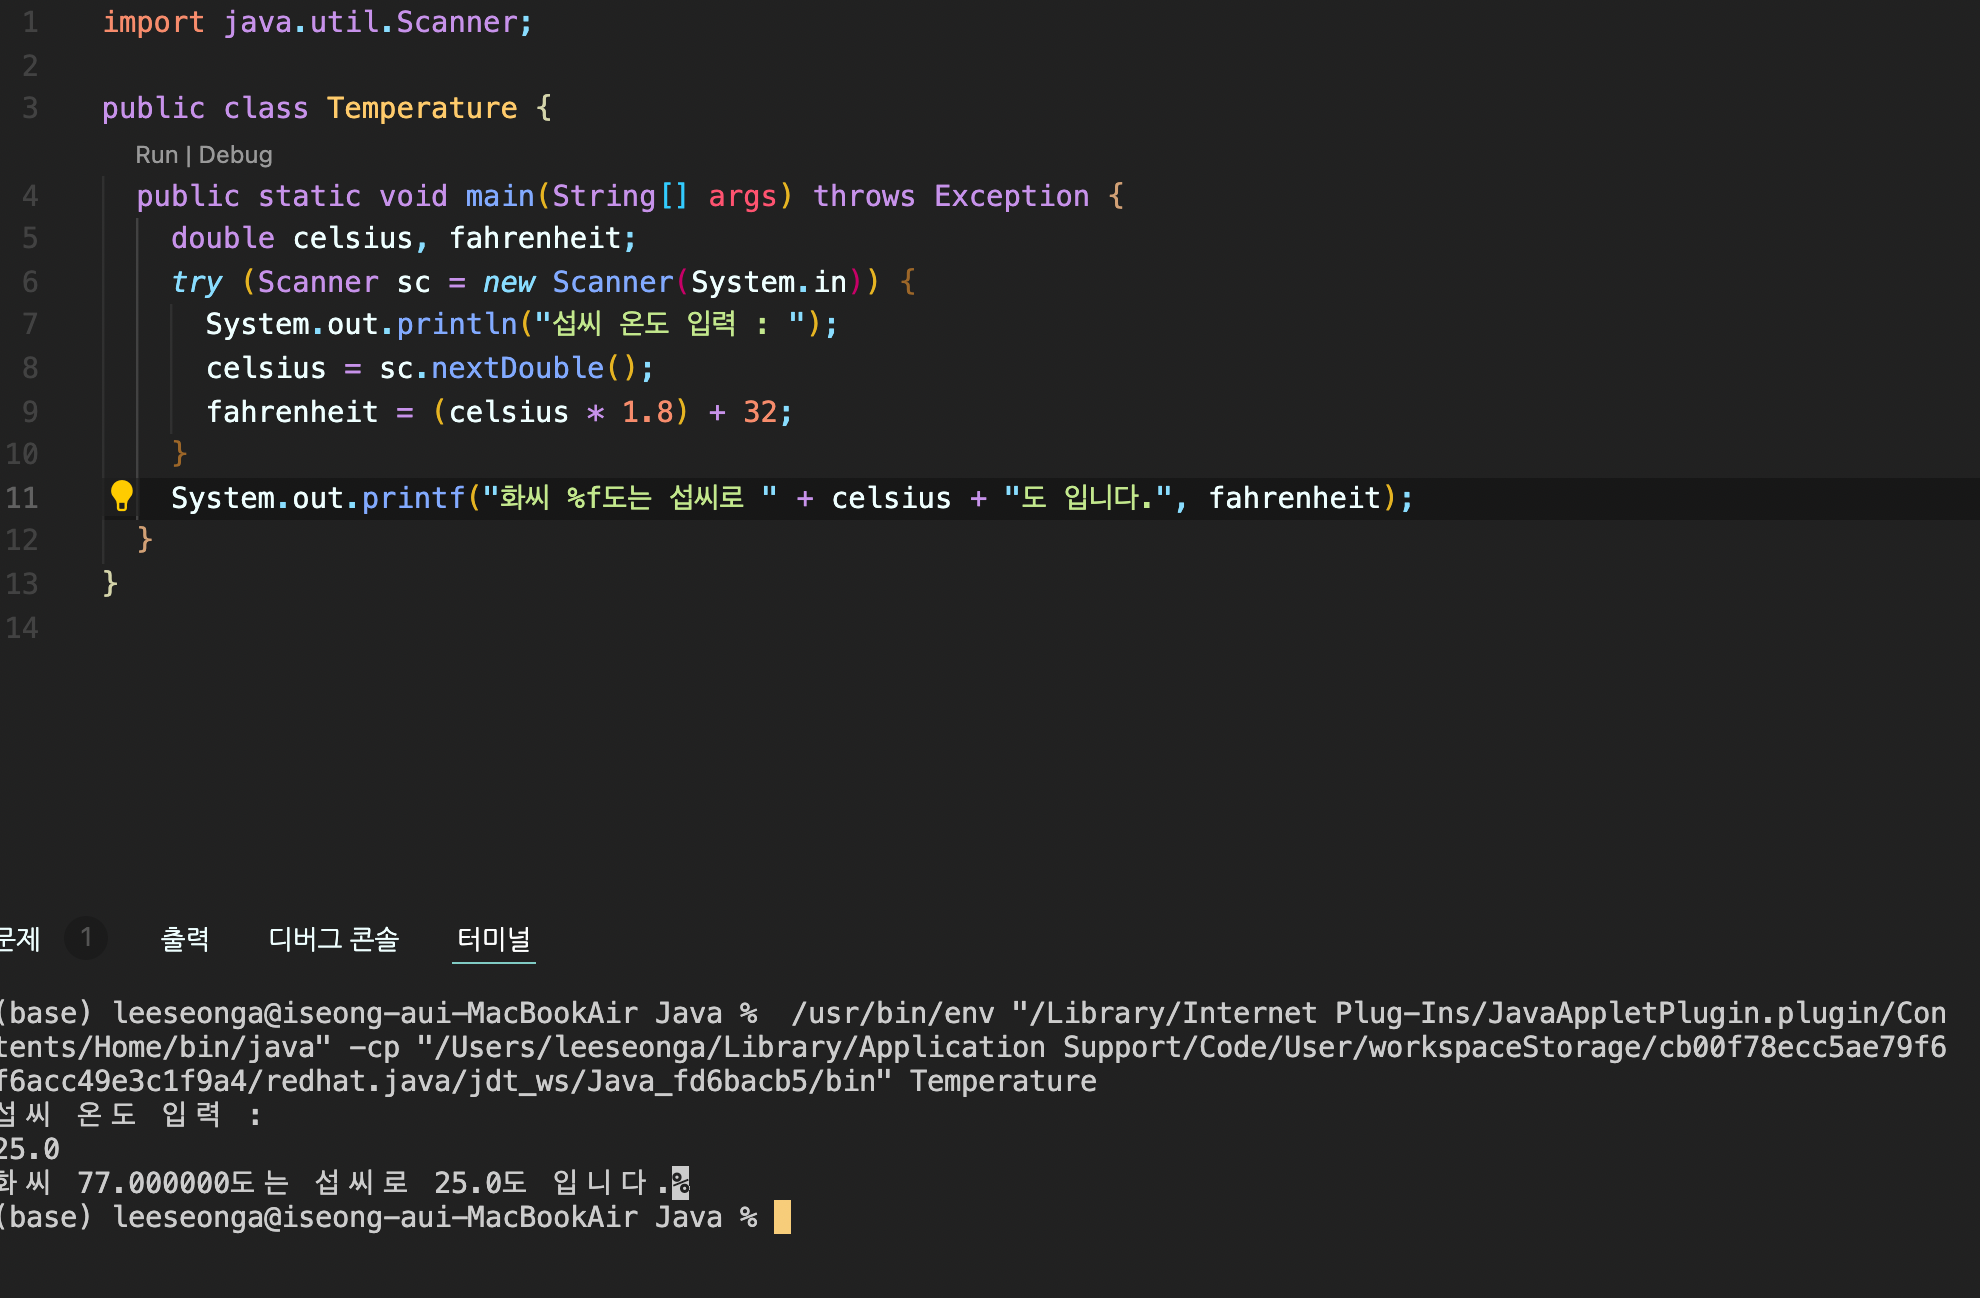 1 import java.util.Scanner;
2
3 public class Temperature {
Run | Debug
4 public static void main(String[] args) throws Exception {
5 double celsius, fahrenheit;
6 try (Scanner sc = new Scanner(System.in)) {
7 System.out.println("섭씨 온도 입력 : ");
8 celsius = sc.nextDouble();
9 fahrenheit = (celsius * 1.8) + 32;
10 }
11 System.out.printf("화씨 %f도는 섭씨로 " + celsius + "도 입니다.", fahrenheit);
12 }
13 }
14
문제 1 출력 디버그 콘솔 터미널
(base) leeseonga@iseong-aui-MacBookAir Java %  /usr/bin/env "/Library/Internet Plug-Ins/JavaAppletPlugin.plugin/Con
tents/Home/bin/java" -cp "/Users/leeseonga/Library/Application Support/Code/User/workspaceStorage/cb00f78ecc5ae79f6
f6acc49e3c1f9a4/redhat.java/jdt_ws/Java_fd6bacb5/bin" Temperature
섭씨 온도 입력 :
25.0
화씨 77.000000도는 섭씨로 25.0도 입니다.%
(base) leeseonga@iseong-aui-MacBookAir Java %